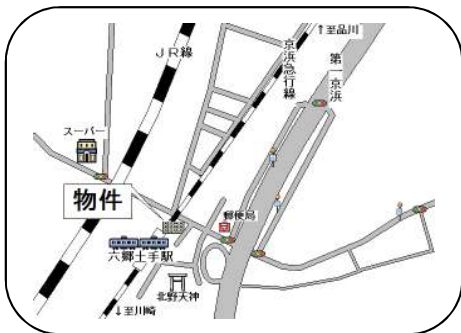 ↑至品川
JR線
京浜急行線
第一京浜
スーパー
物件
郵便局
六郷土手駅
北野天神
↓至川崎